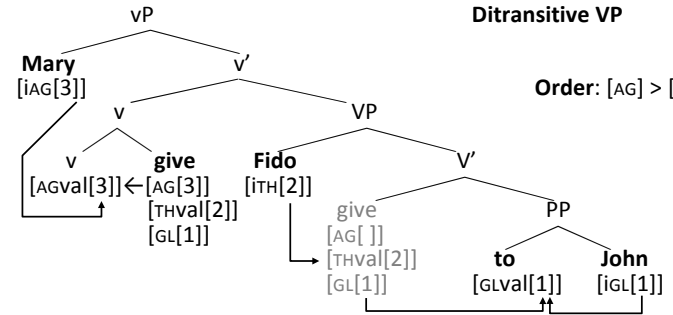 vP Ditransitive VP
Mary v'
[iAG[3]] Order: [AG] > [
v VP
v give Fido V'
[AGval[3]]←[AG[3]] [iTH[2]]
[THval[2]] give PP
[GL[1]] [AG[ ]]
[THval[2]] to John
[GL[1]] [GLval[1]] [iGL[1]]